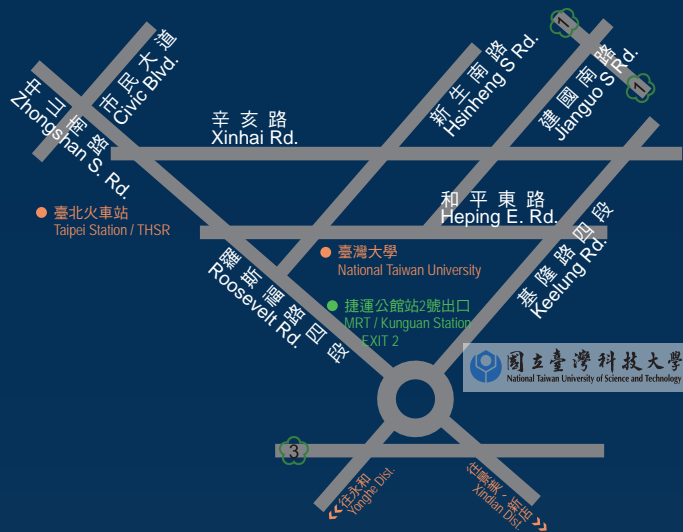 1
1
中山南路
Zhongshan S. Rd.
市民大道
Civic Blvd.
辛亥路
Xinhai Rd.
新生南路
Hsinheng S Rd.
建國南路
Jianguo S Rd.
臺北火車站
Taipei Station / THSR
和平東路
Heping E. Rd.
臺灣大學
National Taiwan University
羅斯福路四段
Roosevelt Rd.
捷運公館站2號出口
MRT / Kunguan Station
EXIT 2
基隆路四段
Keelung Rd.
國立臺灣科技大學
National Taiwan University of Science and Technology
3
往永和
Yonghe Dist.
往景美、新店
Xindian Dist.